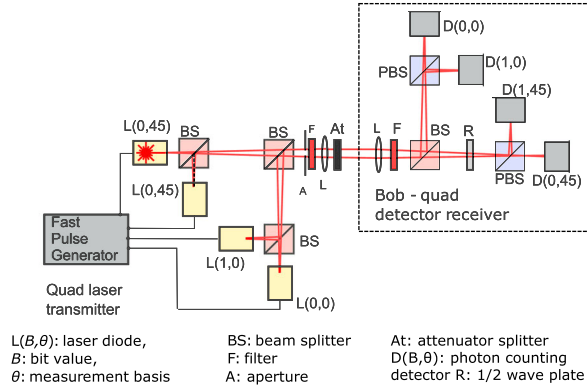 D(0,0)
PBS
D(1,0)
D(1,45)
L(0,45)
BS
BS
F
At
L
F
BS
R
L
A
PBS
D(0,45)
L(0,45)
Bob - quad
detector receiver
Fast
Pulse
Generator
L(1,0)
BS
L(0,0)
Quad laser
transmitter
L(B,θ): laser diode,
B: bit value,
θ: measurement basis
BS: beam splitter
F: filter
A: aperture
At: attenuator splitter
D(B,θ): photon counting
detector R: 1/2 wave plate